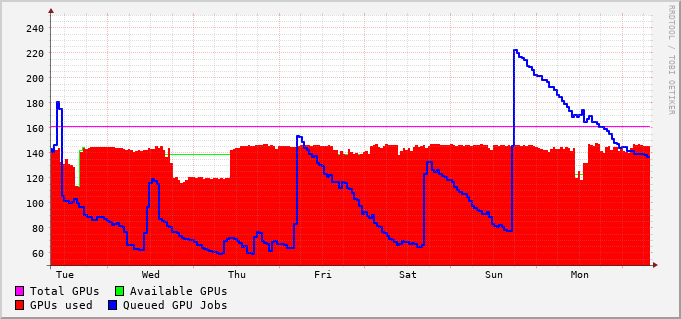 240
220
200
180
160
140
120
100
80
60
Tue Wed Thu Fri Sat Sun Mon
Total GPUs Available GPUs
GPUs used Queued GPU Jobs
RRDTOOL / TOBI OETIKER